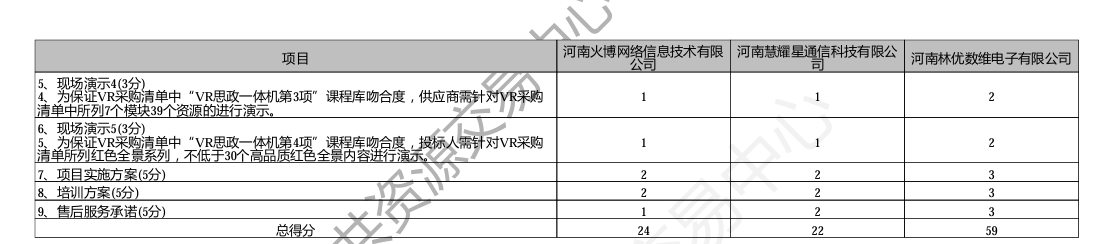 项目
河南火博网络信息技术有限
公司
河南慧耀星通信科技有限公
司
河南林优数维电子有限公司
5、现场演示4(3分)
4、为保证VR采购清单中“VR思政一体机第3项”课程库吻合度，供应商需针对VR采购
清单中所列7个模块39个资源的进行演示。
1
1
2
6、现场演示5(3分)
5、为保证VR采购清单中“VR思政一体机第4项”课程库吻合度，投标人需针对VR采购
清单所列红色全景系列，不低于30个高品质红色全景内容进行演示。
1
1
2
7、项目实施方案(5分)
2
2
3
8、培训方案(5分)
2
2
3
9、售后服务承诺(5分)
1
2
3
总得分
24
22
59
共资源交易中心
易中心